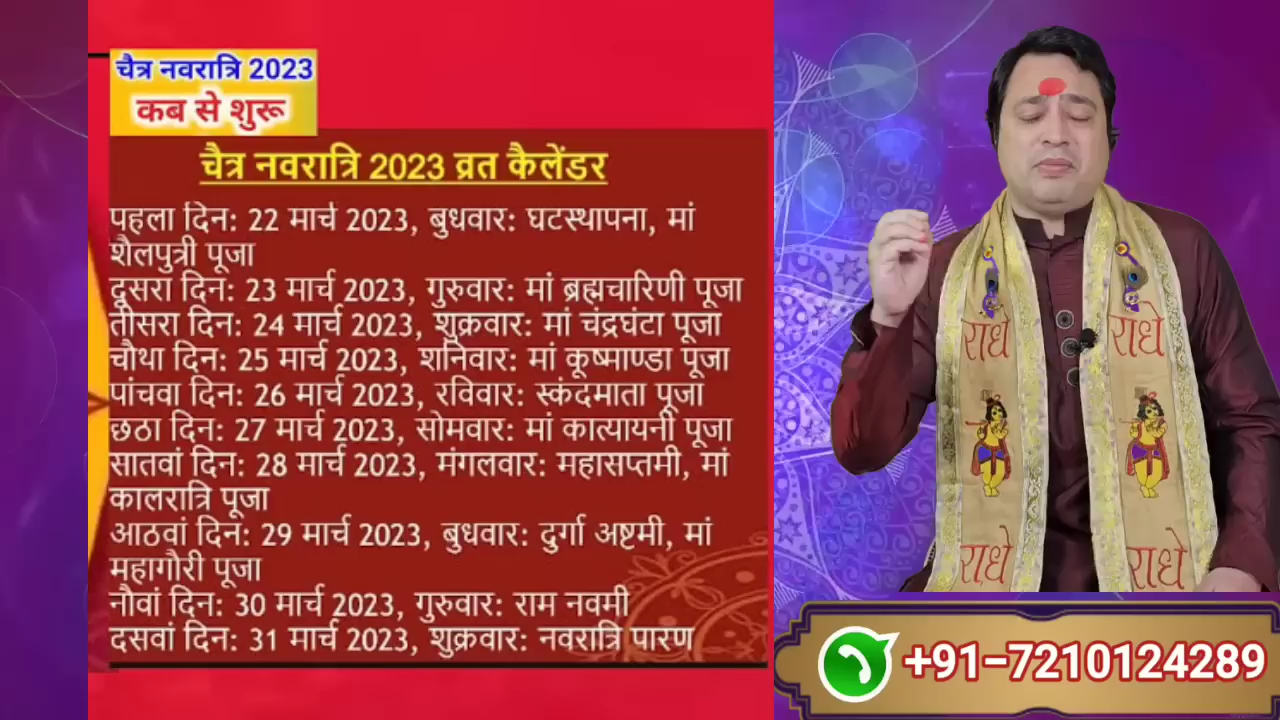 चैत्र नवरात्रि 2023
कब से शुरू
चैत्र नवरात्रि 2023 व्रत कैलेंडर
पहला दिन: 22 मार्च 2023, बुधवार: घटस्थापना, मां
शैलपुत्री पूजा
दूसरा दिन: 23 मार्च 2023, गुरुवार: मां ब्रह्मचारिणी पूजा
तीसरा दिन: 24 मार्च 2023, शुक्रवार: मां चंद्रघंटा पूजा
चौथा दिन: 25 मार्च 2023, शनिवार: मां कूष्माण्डा पूजा
पांचवा दिन: 26 मार्च 2023, रविवार: स्कंदमाता पूजा
छठा दिन: 27 मार्च 2023, सोमवार: मां कात्यायनी पूजा
सातवां दिन: 28 मार्च 2023, मंगलवार: महासप्तमी, मां
कालरात्रि पूजा
आठवां दिन: 29 मार्च 2023, बुधवार: दुर्गा अष्टमी, मां
महागौरी पूजा
नौवां दिन: 30 मार्च 2023, गुरुवार: राम नवमी
दसवां दिन: 31 मार्च 2023, शुक्रवार: नवरात्रि पारण
राधे राधे
राधे राधे
+91-7210124289